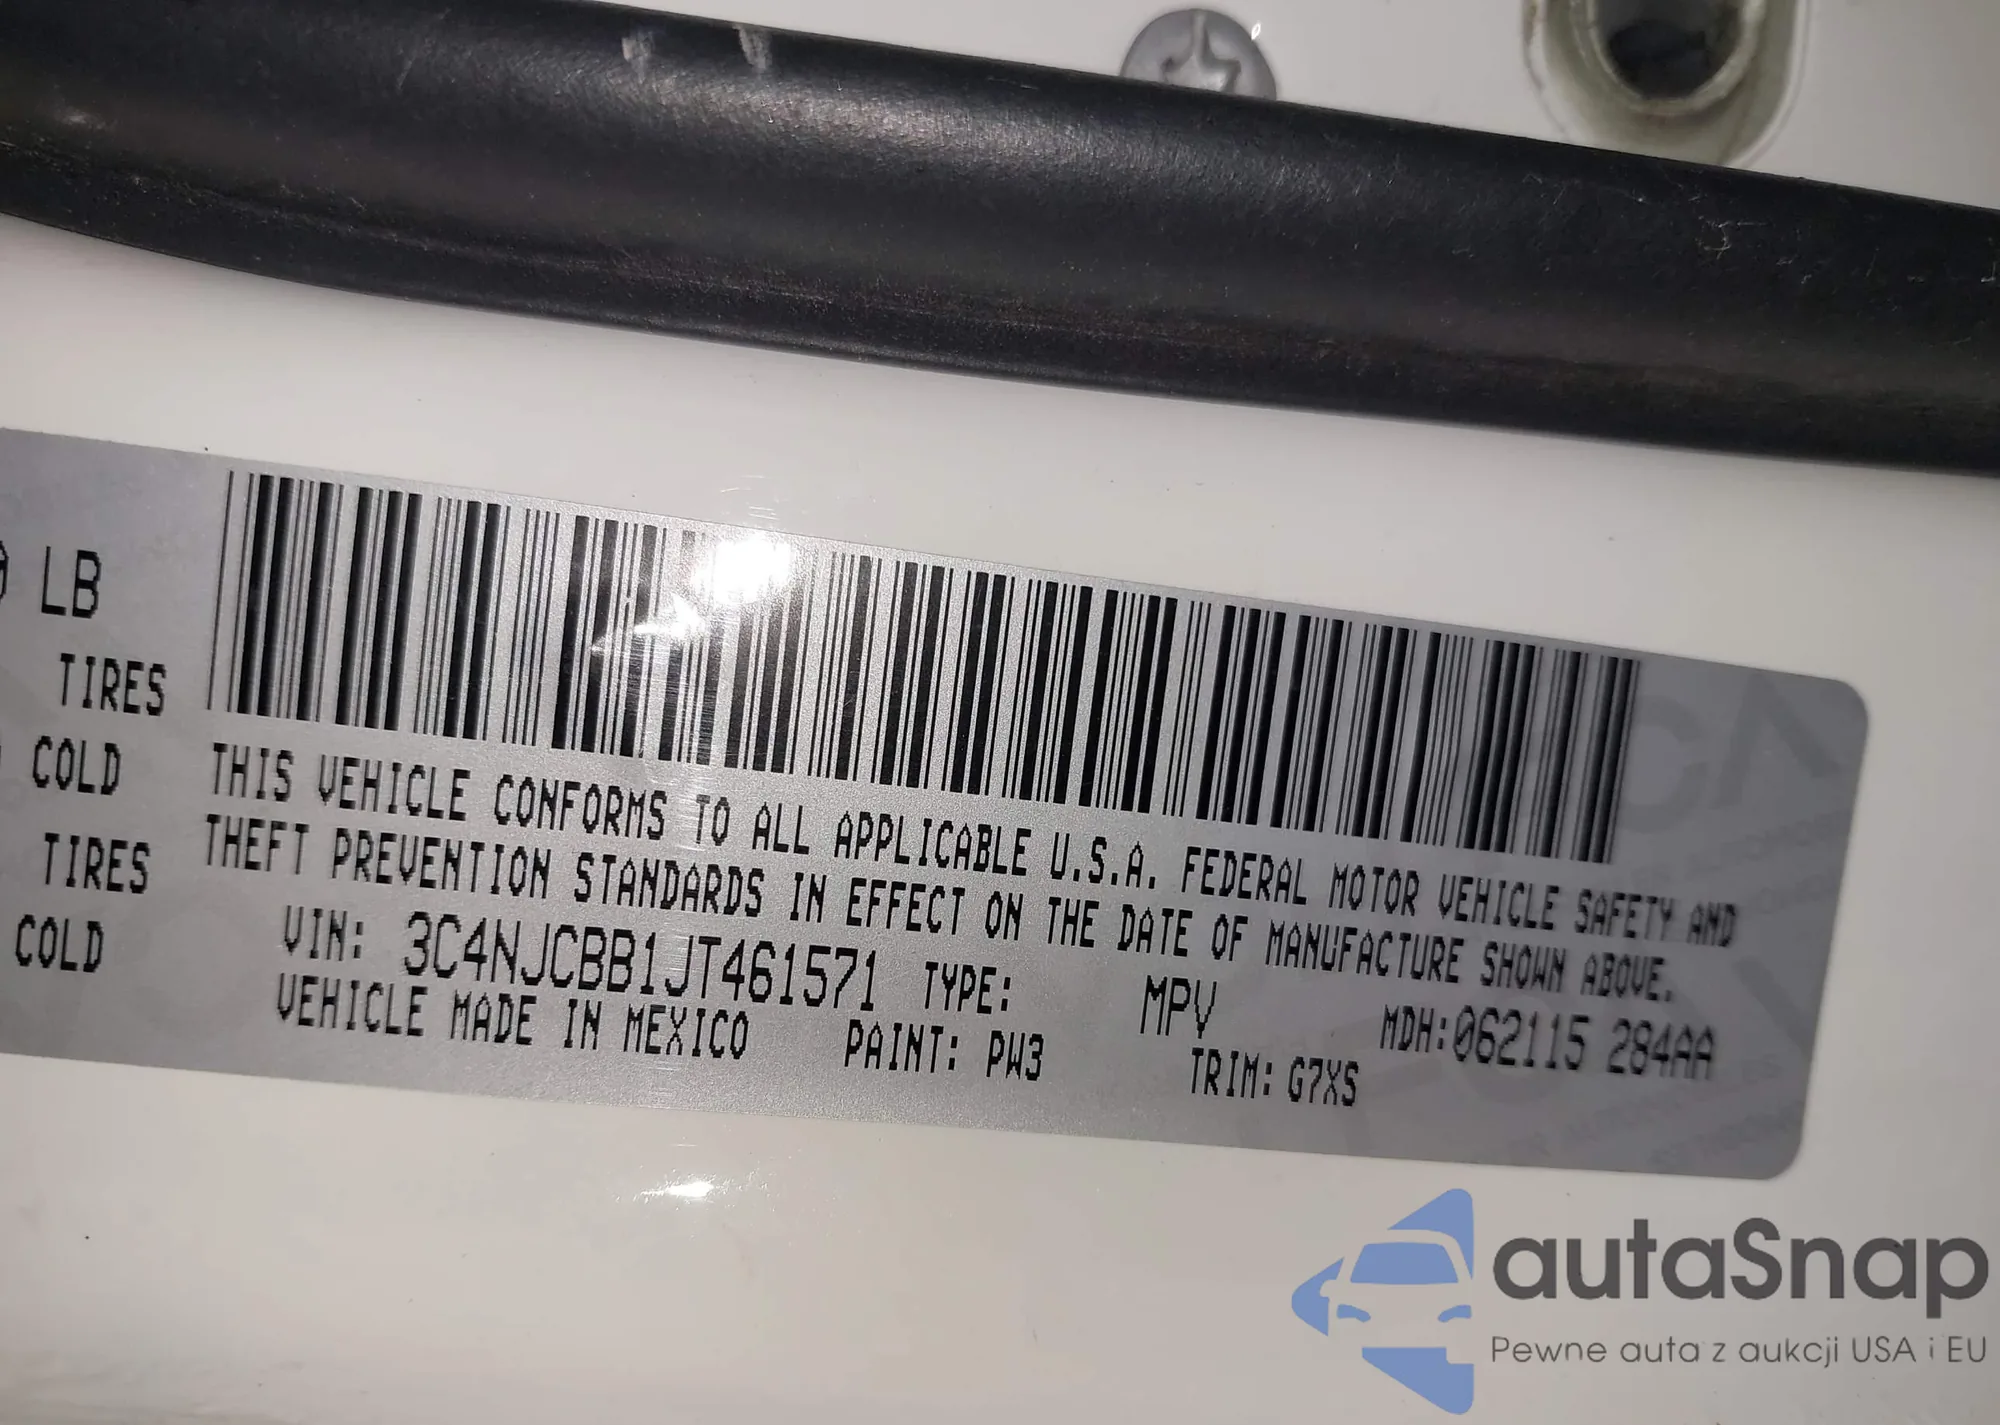 LB
TIRES
COLD
TIRES
COLD
THIS VEHICLE CONFORMS TO ALL APPLICABLE U.S.A. FEDERAL MOTOR VEHICLE SAFETY AND
THEFT PREVENTION STANDARDS IN EFFECT ON THE DATE OF MANUFACTURE SHOWN ABOVE.
VIN: 3C4NJCBB1JT461571 TYPE: MPV MDH:062115 284AA
VEHICLE MADE IN MEXICO PAINT: PW3 TRIM: G7XS
autaSnap
Pewne auta z aukcji USA i EU